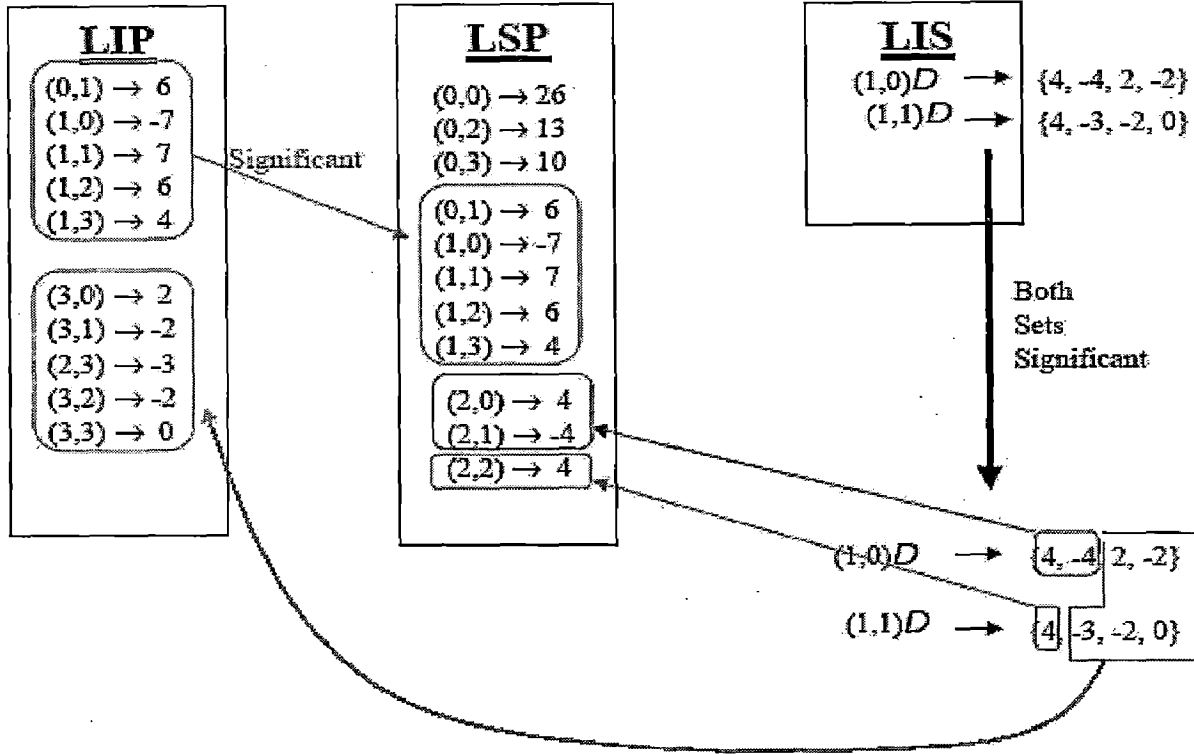 LIP
(0,1) → 6
(1,0) → -7
(1,1) → 7
(1,2) → 6
(1,3) → 4
(3,0) → 2
(3,1) → -2
(2,3) → -3
(3,2) → -2
(3,3) → 0
Significant
LSP
(0,0) → 26
(0,2) → 13
(0,3) → 10
(0,1) → 6
(1,0) → -7
(1,1) → 7
(1,2) → 6
(1,3) → 4
(2,0) → 4
(2,1) → -4
(2,2) → 4
LIS
(1,0)D → {4, -4, 2, -2}
(1,1)D → {4, -3, -2, 0}
Both
Sets
Significant
(1,0)D → {4, -4, 2, -2}
(1,1)D → {4, -3, -2, 0}